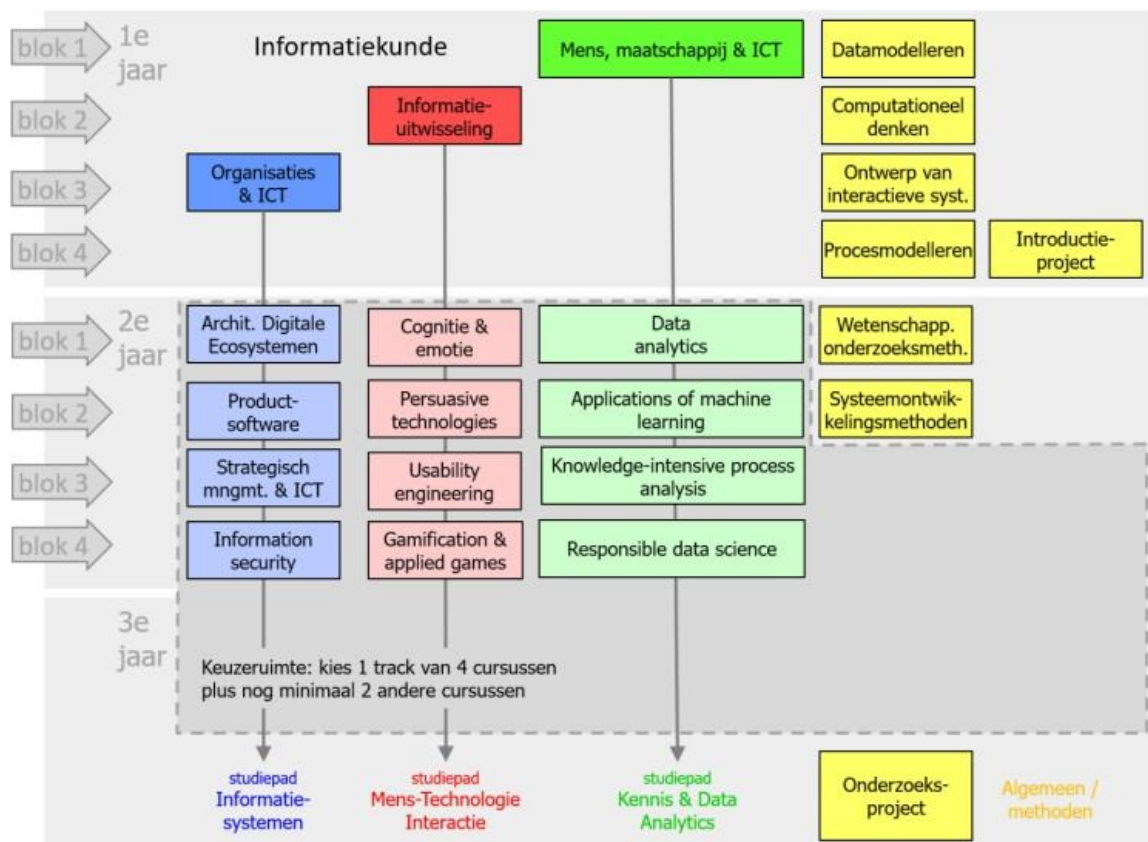 blok 1
1e
jaar
Informatiekunde
Mens, maatschappij & ICT
Datamodelleren
blok 2
Informatie-
uitwisseling
Computationeel
denken
blok 3
Organisaties
& ICT
Ontwerp van
interactieve syst.
blok 4
Procesmodelleren
Introductie-
project
blok 1
2e
jaar
Archit. Digitale
Ecosystemen
Cognitie &
emotie
Data
analytics
Wetenschapp.
onderzoeksmeth.
blok 2
Product-
software
Persuasive
technologies
Applications of machine
learning
Systeemontwik-
kelingsmethoden
blok 3
Strategisch
mngmt. & ICT
Usability
engineering
Knowledge-intensive process
analysis
blok 4
Information
security
Gamification &
applied games
Responsible data science
3e
jaar
Keuzeruimte: kies 1 track van 4 cursussen
plus nog minimaal 2 andere cursussen
studiepad
Informatie-
systemen
studiepad
Mens-Technologie
Interactie
studiepad
Kennis & Data
Analytics
Onderzoeks-
project
Algemeen /
methoden